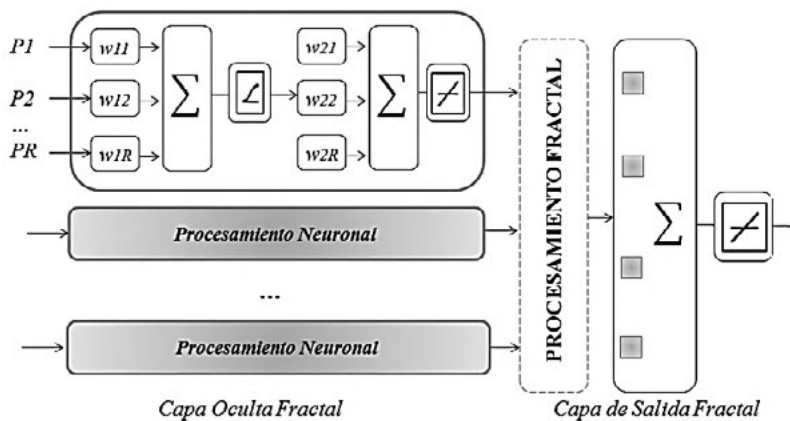 P1 w11 w21
P2 w12 Σ w22 Σ
...
PR w1R w2R
Procesamiento Neuronal
...
Procesamiento Neuronal
PROCESAMIENTO FRACTAL
Σ
Capa Oculta Fractal
Capa de Salida Fractal